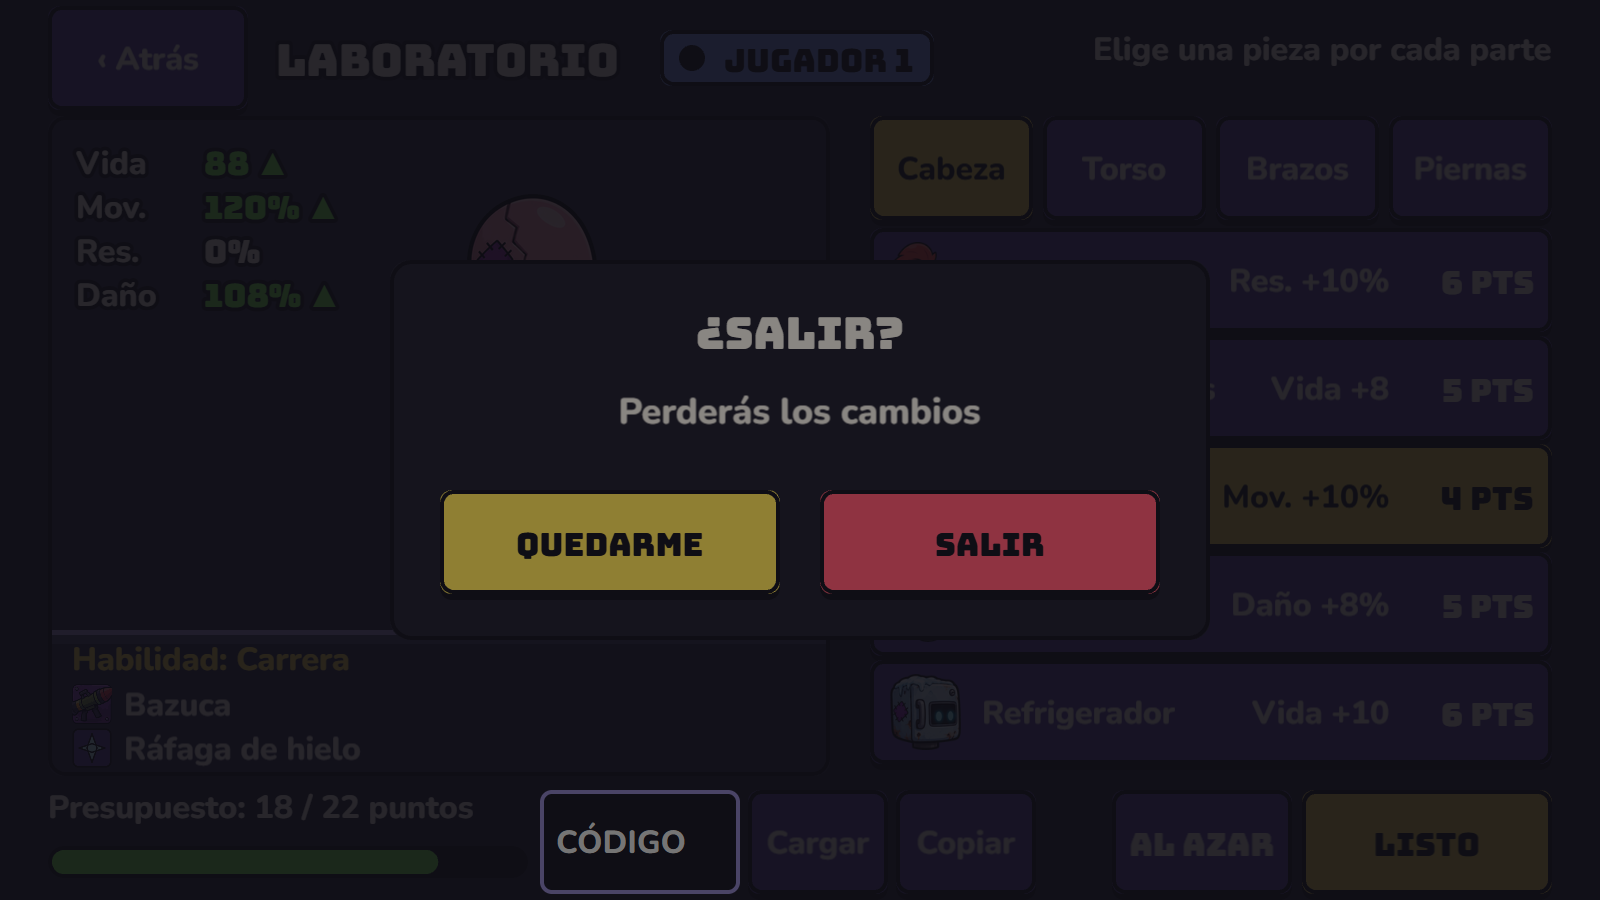 ‹ Atrás
LABORATORIO
JUGADOR 1
Elige una pieza por cada parte
Vida 88 ▲
Mov. 120% ▲
Res. 0%
Daño 108% ▲
Cabeza
Torso
Brazos
Piernas
Res. +10% 6 PTS
s Vida +8 5 PTS
Mov. +10% 4 PTS
Daño +8% 5 PTS
Refrigerador Vida +10 6 PTS
¿SALIR?
Perderás los cambios
QUEDARME
SALIR
Habilidad: Carrera
Bazuca
Ráfaga de hielo
Presupuesto: 18 / 22 puntos
CÓDIGO
Cargar
Copiar
AL AZAR
LISTO